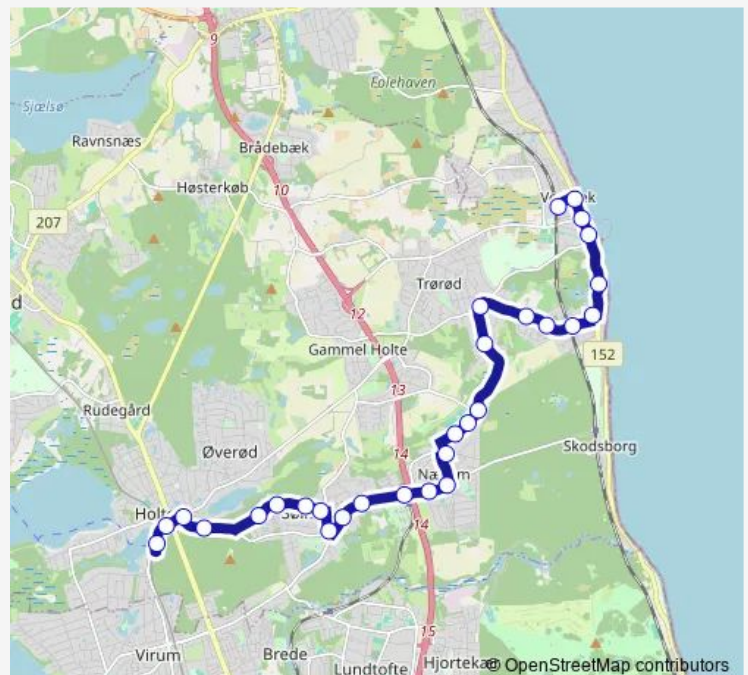 9
Eolehaven
Sjælsø
Ravnsnæs
Brådebæk
Høsterkøb
10
207
Trørød
12
Gammel Holte
152
13
Rudegård
Øverød
14
Skodsborg
Holte
14
15
Virum
Brede
Lundtofte
© OpenStreetMap contributors